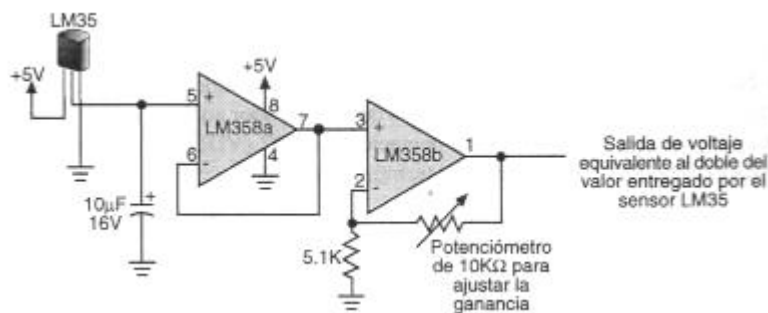 LM35
+5V
+5V
5
+
8
LM358a
7
6
-
4
3
+
LM358b
1
2
-
10µF
16V
+
5.1K
Potenciómetro
de 10KΩ para
ajustar la
ganancia
Salida de voltaje
equivalente al doble del
valor entregado por el
sensor LM35